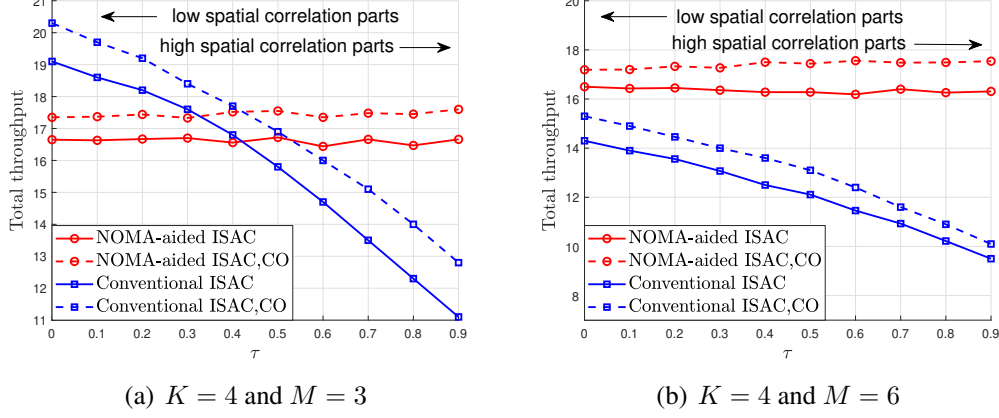 low spatial correlation parts
high spatial correlation parts
Total throughput
21
20
19
18
17
16
15
14
13
12
11
NOMA-aided ISAC
NOMA-aided ISAC,CO
Conventional ISAC
Conventional ISAC,CO
0 0.1 0.2 0.3 0.4 0.5 0.6 0.7 0.8 0.9
τ
(a) K = 4 and M = 3
low spatial correlation parts
high spatial correlation parts
Total throughput
20
18
16
14
12
10
8
NOMA-aided ISAC
NOMA-aided ISAC,CO
Conventional ISAC
Conventional ISAC,CO
0 0.1 0.2 0.3 0.4 0.5 0.6 0.7 0.8 0.9
τ
(b) K = 4 and M = 6